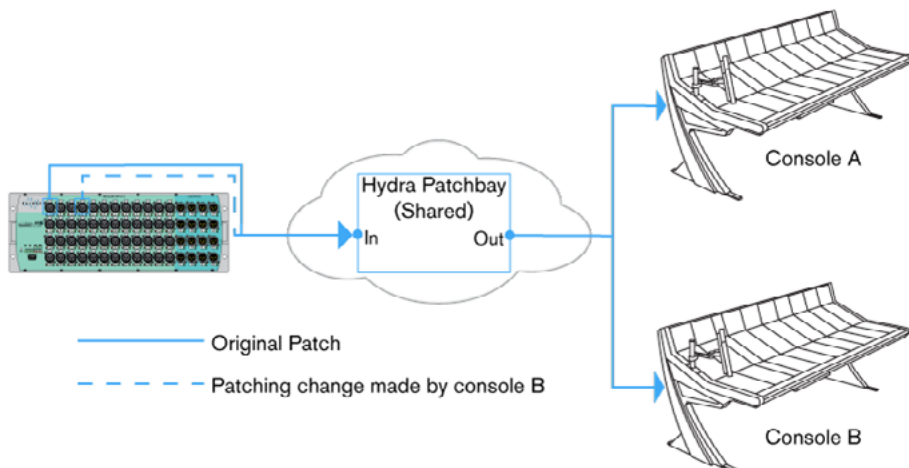 Hydra Patchbay
(Shared)
In
Out
Console A
Original Patch
Patching change made by console B
Console B